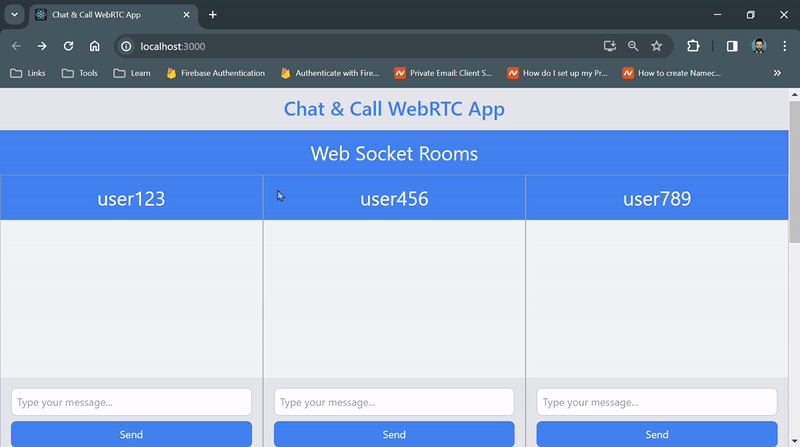 Chat & Call WebRTC App
localhost:3000
Links Tools Learn Firebase Authentication Authenticate with Fire... Private Email: Client S... How do I set up my Pr... How to create Namec...
Chat & Call WebRTC App
Web Socket Rooms
user123 user456 user789
Type your message... Type your message... Type your message...
Send Send Send